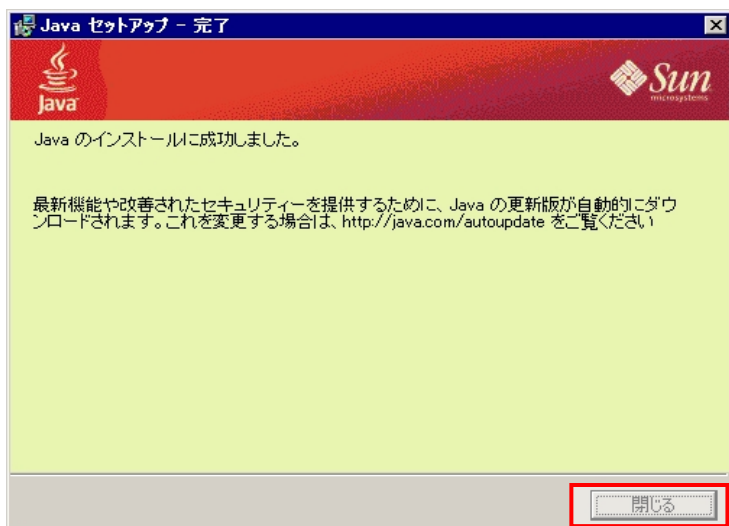 Java セットアップ - 完了
Java
Sun
microsystems
Java のインストールに成功しました。
最新機能や改善されたセキュリティーを提供するために、Java の更新版が自動的にダウ
ンロードされます。これを変更する場合は、http://java.com/autoupdate をご覧ください
閉じる